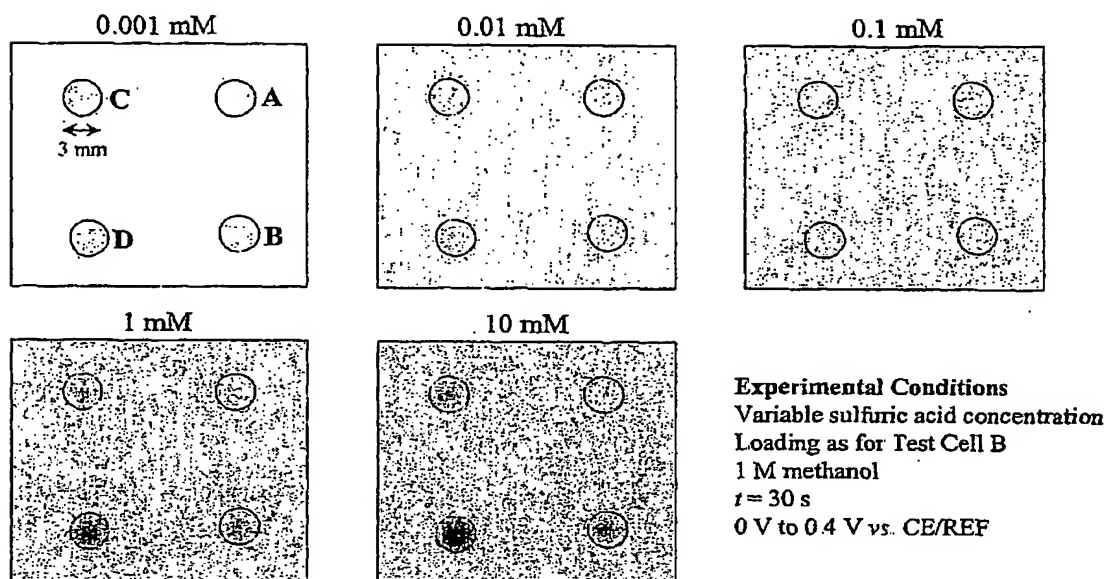 0.001 mM
0.01 mM
0.1 mM
C
A
3 mm
D
B
1 mM
10 mM
Experimental Conditions
Variable sulfuric acid concentration
Loading as for Test Cell B
1 M methanol
t = 30 s
0 V to 0.4 V vs. CE/REF